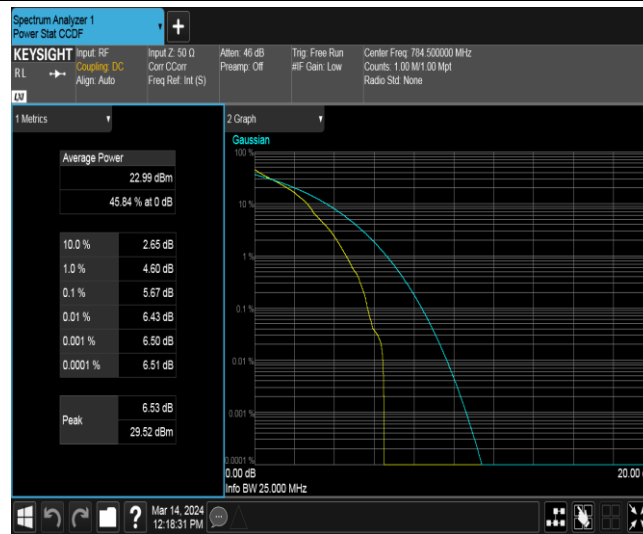 Spectrum Analyzer 1
Power Stat CCDF
+
KEYSIGHT
RL
LXI
Input: RF
Coupling: DC
Align: Auto
Input Z: 50 Ω
Corr CCorr
Freq Ref: Int (S)
Atten: 46 dB
Preamp: Off
Trig: Free Run
#IF Gain: Low
Center Freq: 784.500000 MHz
Counts: 1.00 M/1.00 Mpt
Radio Std: None
1 Metrics
Average Power
22.99 dBm
45.84 % at 0 dB
10.0 % 2.65 dB
1.0 % 4.60 dB
0.1 % 5.67 dB
0.01 % 6.43 dB
0.001 % 6.50 dB
0.0001 % 6.51 dB
Peak
6.53 dB
29.52 dBm
2 Graph
Gaussian
100 %
10 %
1 %
0.1 %
0.01 %
0.001 %
0.0001 %
0.00 dB
20.00
Info BW 25.000 MHz
?
Mar 14, 2024
12:18:31 PM